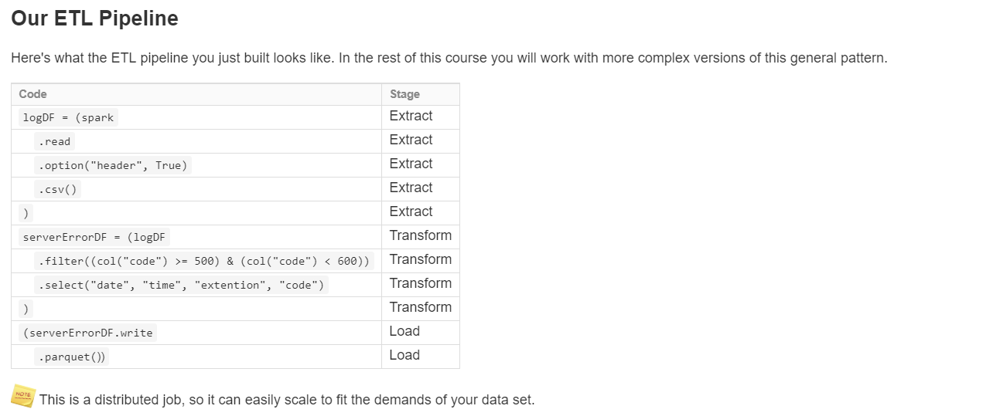 Our ETL Pipeline
Here's what the ETL pipeline you just built looks like. In the rest of this course you will work with more complex versions of this general pattern.
Code Stage
logDF = (spark Extract
.read Extract
.option("header", True) Extract
.csv() Extract
) Extract
serverErrorDF = (logDF Transform
.filter((col("code") >= 500) & (col("code") < 600)) Transform
.select("date", "time", "extention", "code") Transform
) Transform
(serverErrorDF.write Load
.parquet()) Load
NOTE This is a distributed job, so it can easily scale to fit the demands of your data set.